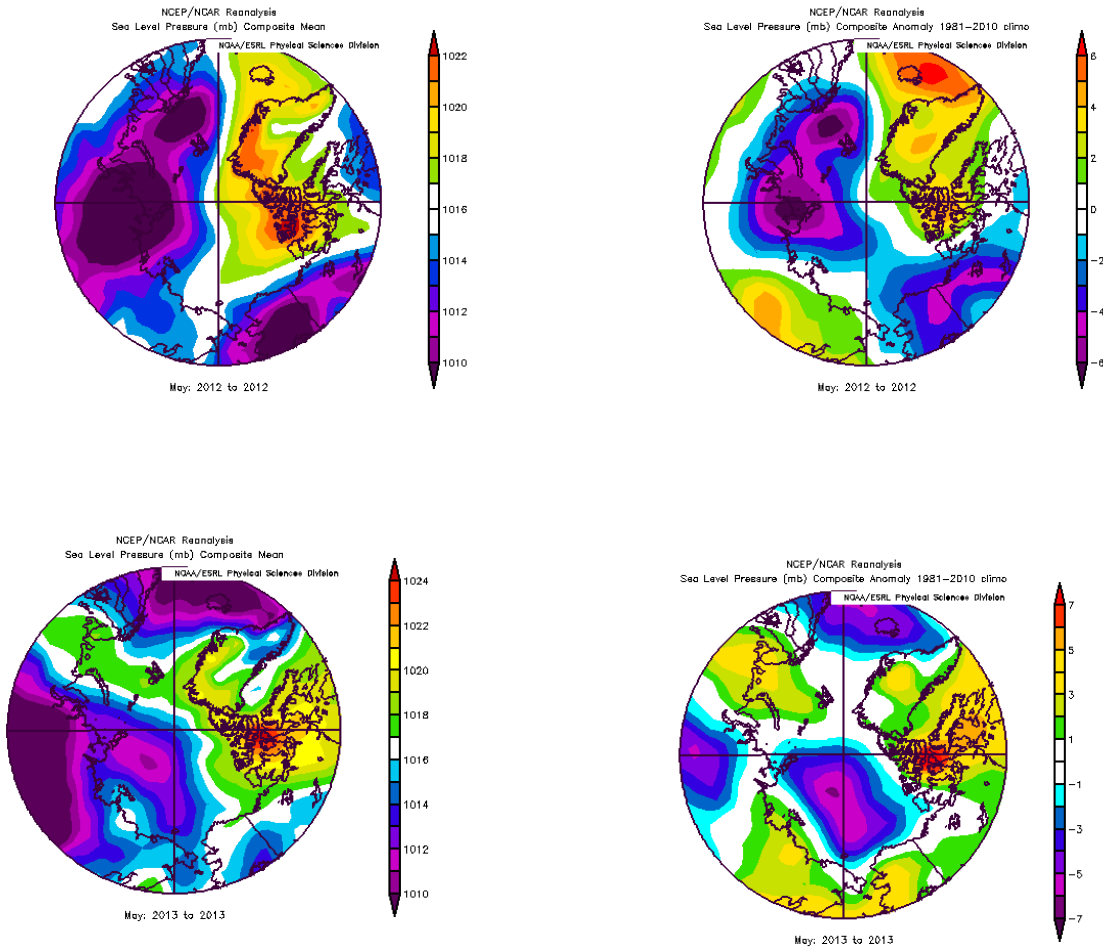 NCEP/NCAR Reanalysis
Sea Level Pressure (mb) Composite Mean
NOAA/ESRL Physical Sciences Division
1022
1020
1018
1016
1014
1012
1010
May: 2012 to 2012
NCEP/NCAR Reanalysis
Sea Level Pressure (mb) Composite Anomaly 1981-2010 climo
NOAA/ESRL Physical Sciences Division
6
4
2
0
-2
-4
-6
May: 2012 to 2012
NCEP/NCAR Reanalysis
Sea Level Pressure (mb) Composite Mean
NOAA/ESRL Physical Sciences Division
1024
1022
1020
1018
1016
1014
1012
1010
May: 2013 to 2013
NCEP/NCAR Reanalysis
Sea Level Pressure (mb) Composite Anomaly 1981-2010 climo
NOAA/ESRL Physical Sciences Division
7
5
3
1
-1
-3
-5
-7
May: 2013 to 2013